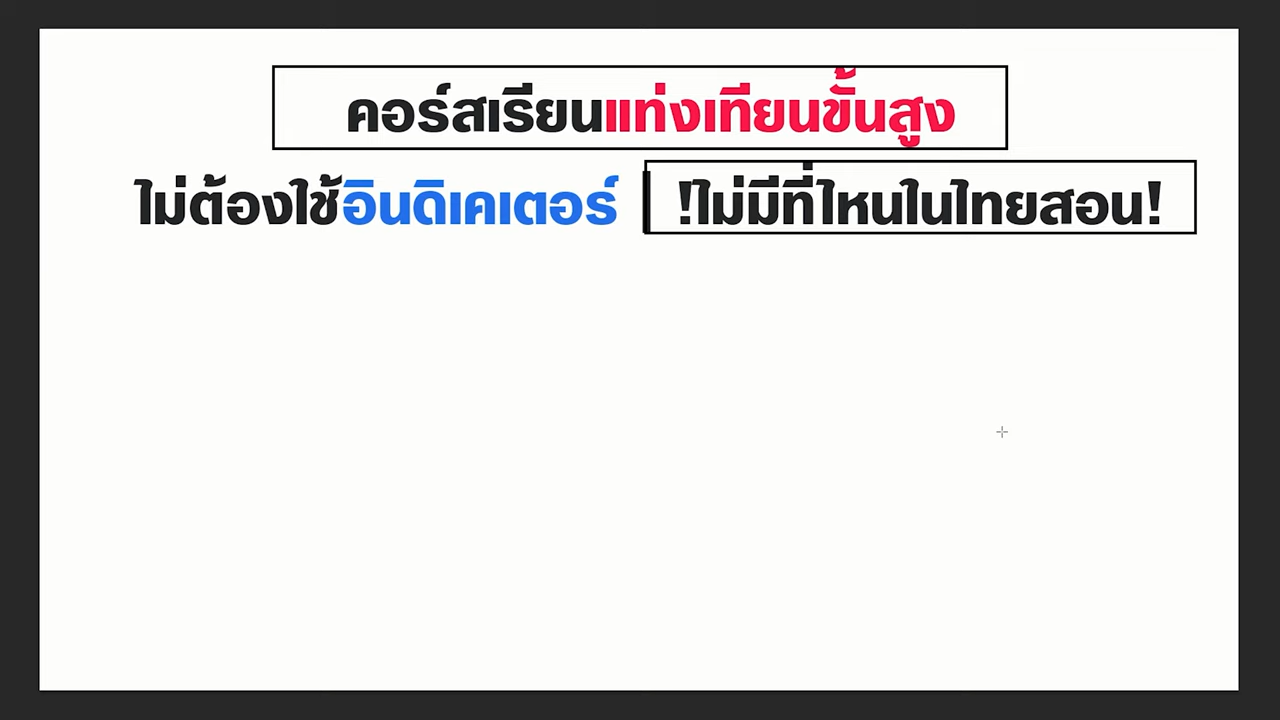 คอร์สเรียนแท่งเทียนขั้นสูง
ไม่ต้องใช้อินดิเคเตอร์ !ไม่มีที่ไหนในไทยสอน!